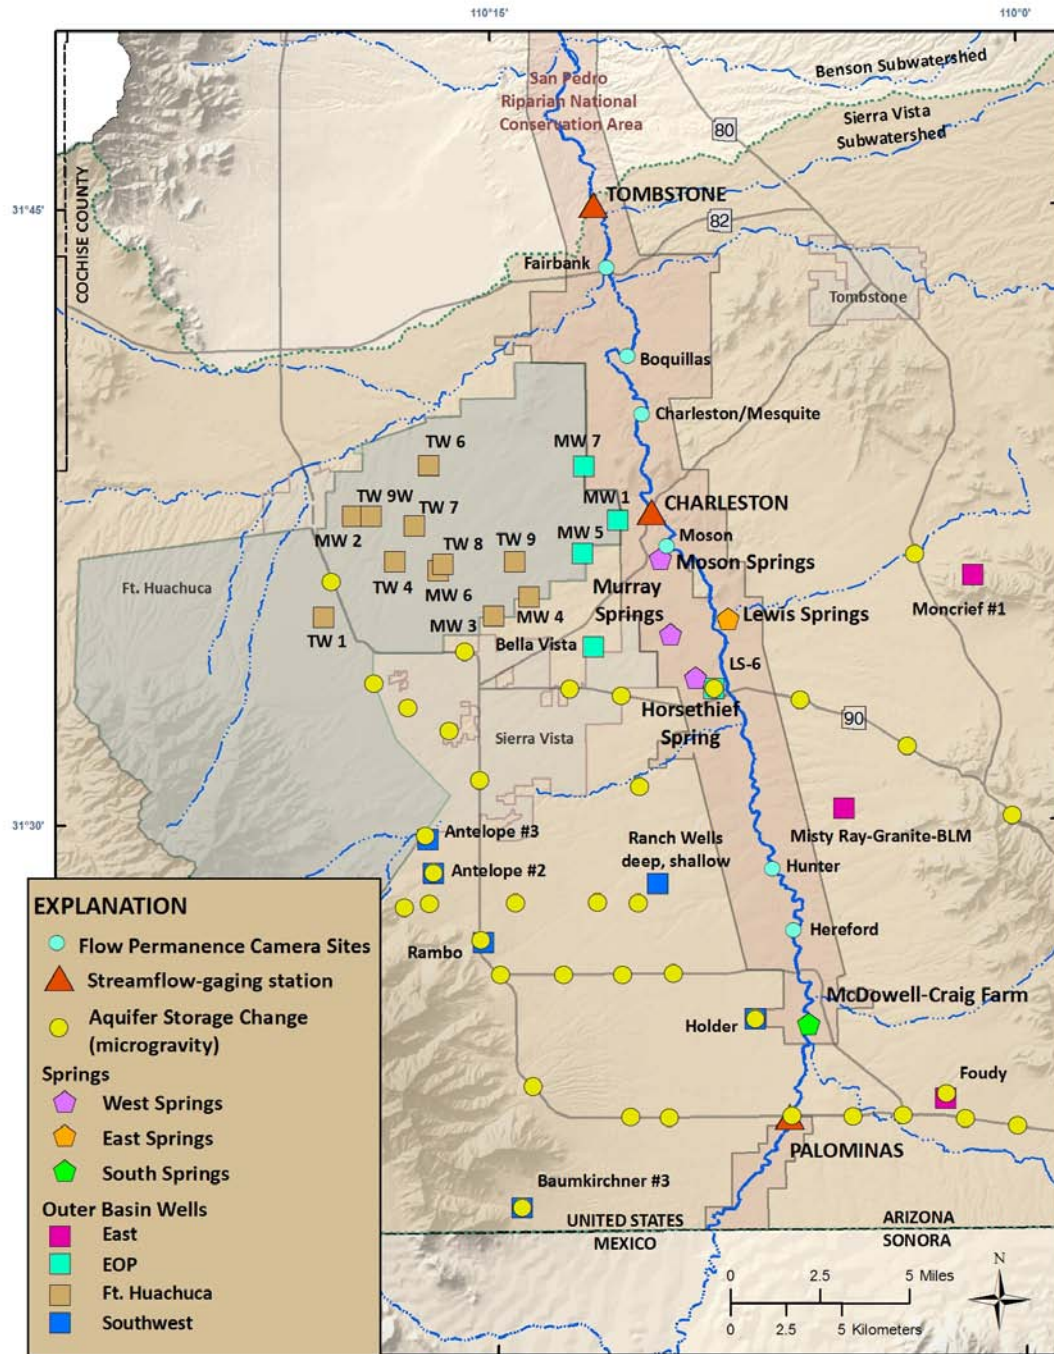 110°15'
110°0'
San Pedro
Riparian National
Conservation Area
Benson Subwatershed
Sierra Vista
Subwatershed
80
COCHISE COUNTY
31°45'
TOMBSTONE
82
Fairbank
Tombstone
Boquillas
Charleston/Mesquite
TW 6
MW 7
TW 9W
MW 1
CHARLESTON
TW 7
MW 2
MW 5
Moson
TW 8
TW 9
Moson Springs
Ft. Huachuca
TW 4
MW 6
Murray
Springs
Moncrief #1
MW 3
MW 4
Lewis Springs
TW 1
Bella Vista
LS-6
Horsethief
Spring
90
Sierra Vista
31°30'
Antelope #3
Ranch Wells
deep, shallow
Misty Ray-Granite-BLM
Antelope #2
Hunter
Hereford
Rambo
McDowell-Craig Farm
Holder
Foudy
PALOMINAS
Baumkirchner #3
UNITED STATES
MEXICO
ARIZONA
SONORA
EXPLANATION
Flow Permanence Camera Sites
Streamflow-gaging station
Aquifer Storage Change
(microgravity)
Springs
West Springs
East Springs
South Springs
Outer Basin Wells
East
EOP
Ft. Huachuca
Southwest
N
0 2.5 5 Miles
0 2.5 5 Kilometers